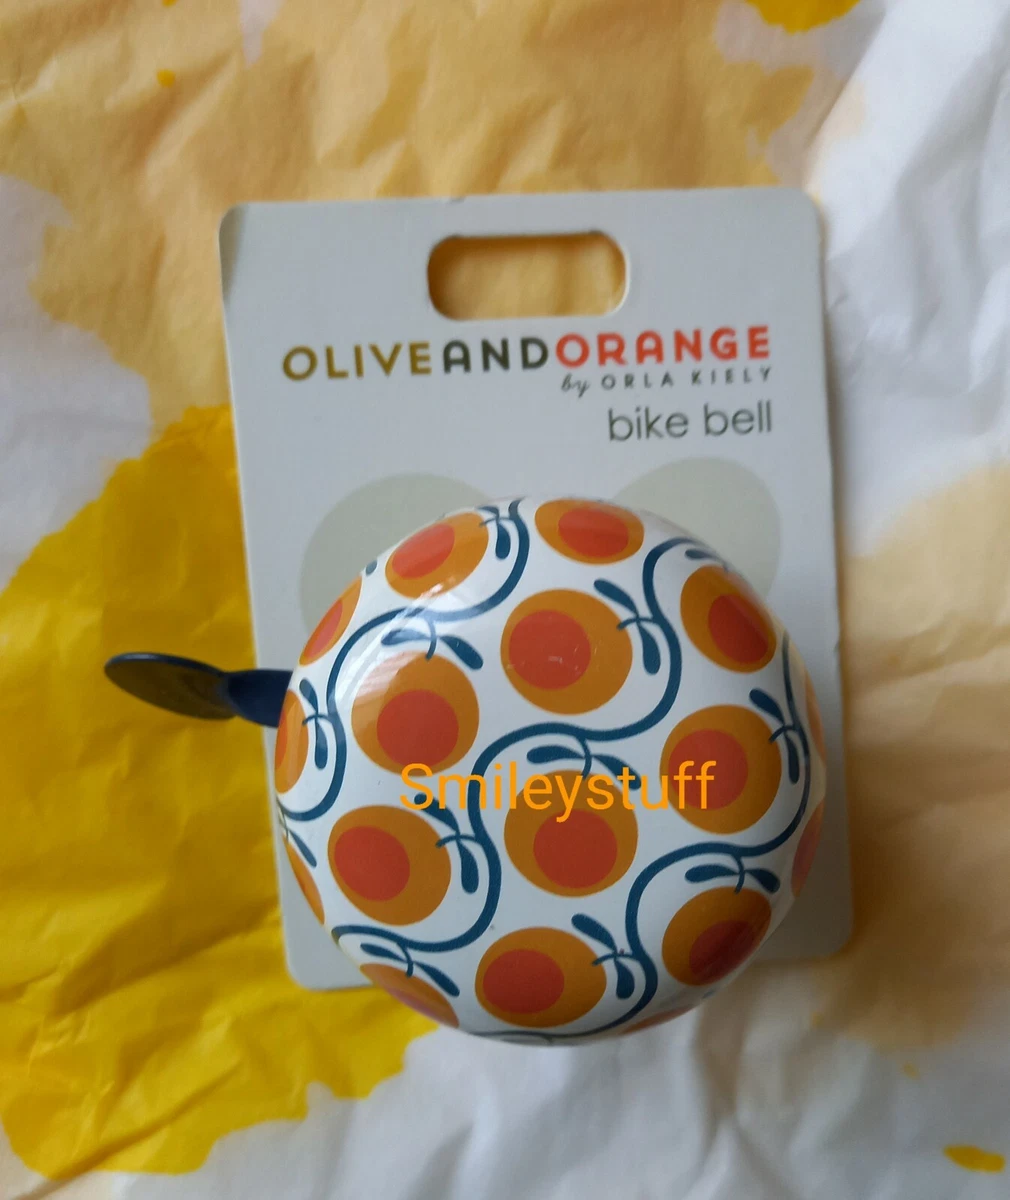 OLIVEANDORANGE
by ORLA KIELY
bike bell
Smileystuff